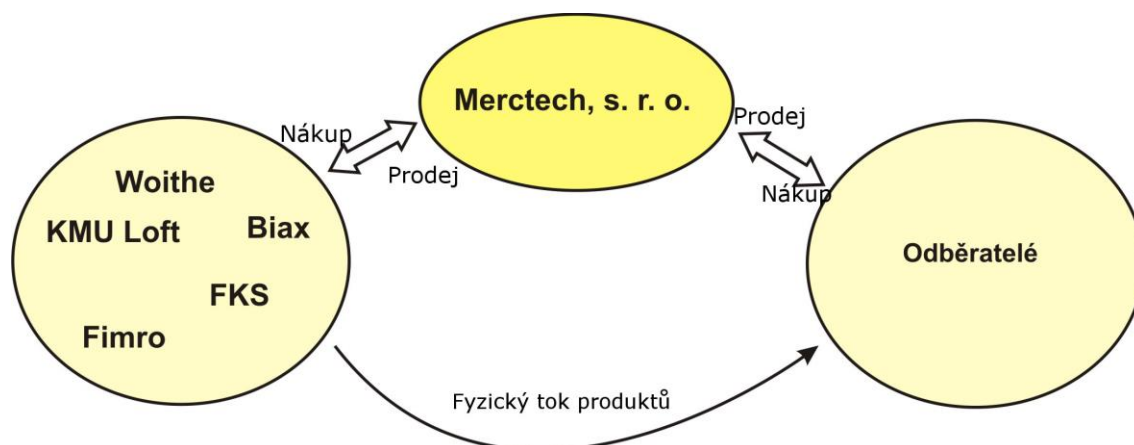 Merctech, s. r. o.
Nákup
Prodej
Prodej
Nákup
Woithe
KMU Loft
Biax
FKS
Fimro
Odběratelé
Fyzický tok produktů